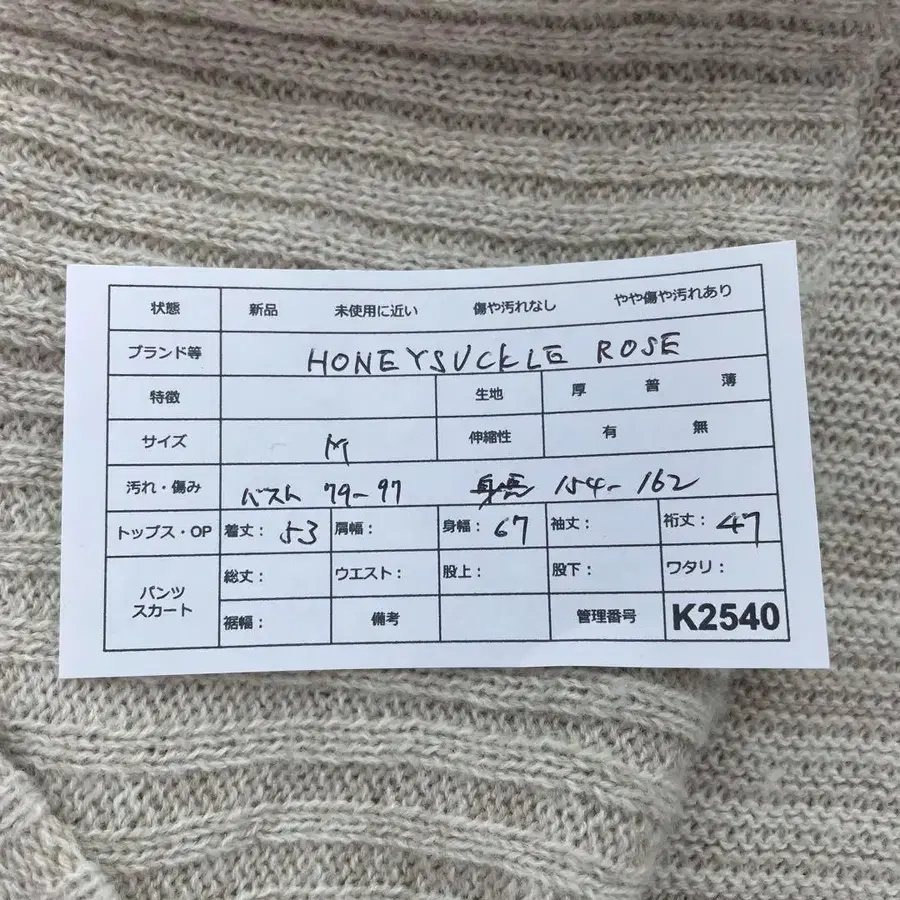 状態 新品 未使用に近い 傷や汚れなし やや傷や汚れあり
ブランド等 HONEYSUCKLE ROSE
特徴 生地 厚 普 薄
サイズ M 伸縮性 有 無
汚れ・傷み バスト 79-97 154-162
トップス・OP 着丈: 53 肩幅: 身幅: 67 袖丈: 裄丈: 47
パンツ スカート 総丈: ウエスト: 股上: 股下: ワタリ:
裾幅: 備考 管理番号 K2540